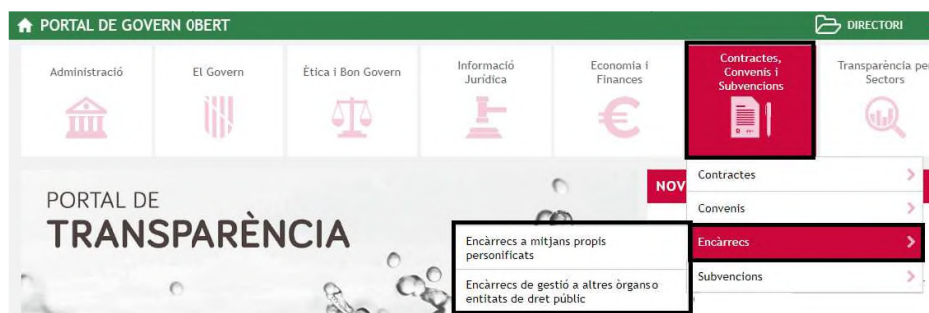 PORTAL DE GOVERN OBERT
DIRECTORI
Administració
El Govern
Ètica i Bon Govern
Informació
Jurídica
Economia i
Finances
Contractes,
Convenis i
Subvencions
Transparència per
Sectors
PORTAL DE
TRANSPARÈNCIA
NOV
Contractes
Convenis
Encàrrecs
Subvencions
Encàrrecs a mitjans propis
personificats
Encàrrecs de gestió a altres òrgans o
entitats de dret públic